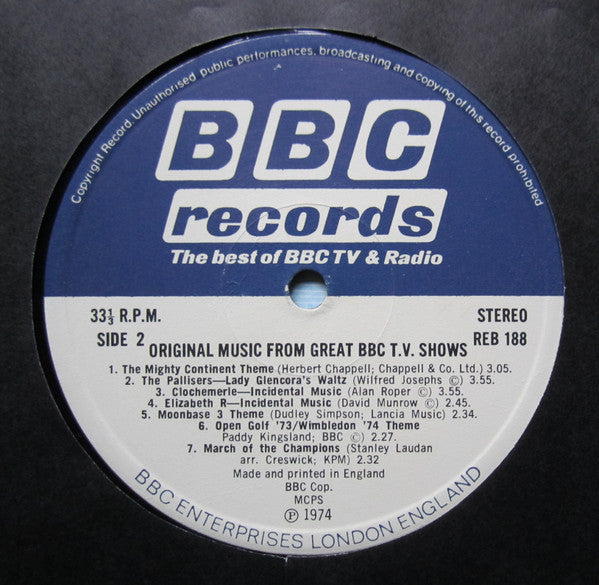 Copyright Record. Unauthorised public performances, broadcasting and copying of this record prohibited
BBC
records
The best of BBC TV & Radio
33⅓ R.P.M.
STEREO
SIDE 2
REB 188
ORIGINAL MUSIC FROM GREAT BBC T.V. SHOWS
1. The Mighty Continent Theme (Herbert Chappell; Chappell & Co. Ltd.) 3.05.
2. The Pallisers—Lady Glencora's Waltz (Wilfred Josephs ©) 3.55.
3. Clochemerle—Incidental Music (Alan Roper ©) 3.55.
4. Elizabeth R—Incidental Music (David Munrow ©) 2.45.
5. Moonbase 3 Theme (Dudley Simpson; Lancia Music) 2.34.
6. Open Golf '73/Wimbledon '74 Theme
Paddy Kingsland; BBC ©) 2.27.
7. March of the Champions (Stanley Laudan
arr. Creswick; KPM) 2.32
Made and printed in England
BBC Cop.
MCPS
℗ 1974
BBC ENTERPRISES LONDON ENGLAND